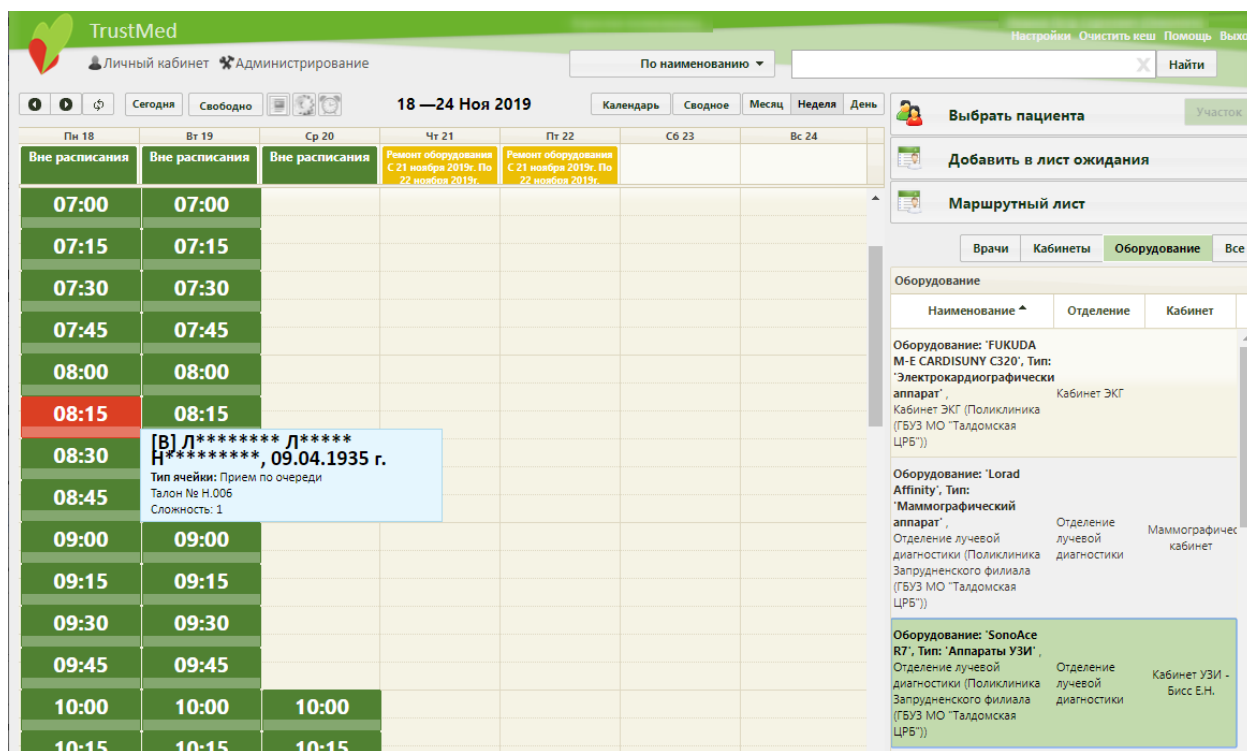 TrustMed
Настройки Очистить кеш Помощь Выхо
Личный кабинет Администрирование
По наименованию
X Найти
Сегодня Свободно 18 —24 Ноя 2019 Календарь Сводное Месяц Неделя День
Пн 18 Вт 19 Ср 20 Чт 21 Пт 22 Сб 23 Вс 24
Вне расписания Вне расписания Вне расписания
Ремонт оборудования С 21 ноября 2019г. По 22 ноября 2019г.
Ремонт оборудования С 21 ноября 2019г. По 22 ноября 2019г.
07:00 07:00
07:15 07:15
07:30 07:30
07:45 07:45
08:00 08:00
08:15 08:15
08:30
08:45
[В] Л******** Л*****
Н*********, 09.04.1935 г.
Тип ячейки: Прием по очереди
Талон № Н.006
Сложность: 1
09:00 09:00
09:15 09:15
09:30 09:30
09:45 09:45
10:00 10:00 10:00
10:15 10:15 10:15
Выбрать пациента Участок
Добавить в лист ожидания
Маршрутный лист
Врачи Кабинеты Оборудование Все
Оборудование
Наименование Отделение Кабинет
Оборудование: 'FUKUDA
M-E CARDISUNY C320', Тип:
'Электрокардиографически
аппарат' ,
Кабинет ЭКГ (Поликлиника
(ГБУЗ МО "Талдомская
ЦРБ"))
Кабинет ЭКГ
Оборудование: 'Lorad
Affinity', Тип:
'Маммографический
аппарат' ,
Отделение лучевой
диагностики (Поликлиника
Запрудненского филиала
(ГБУЗ МО "Талдомская
ЦРБ"))
Отделение
лучевой
диагностики
Маммографичес
кабинет
Оборудование: 'SonoAce
R7', Тип: 'Аппараты УЗИ' ,
Отделение лучевой
диагностики (Поликлиника
Запрудненского филиала
(ГБУЗ МО "Талдомская
ЦРБ"))
Отделение
лучевой
диагностики
Кабинет УЗИ -
Бисс Е.Н.